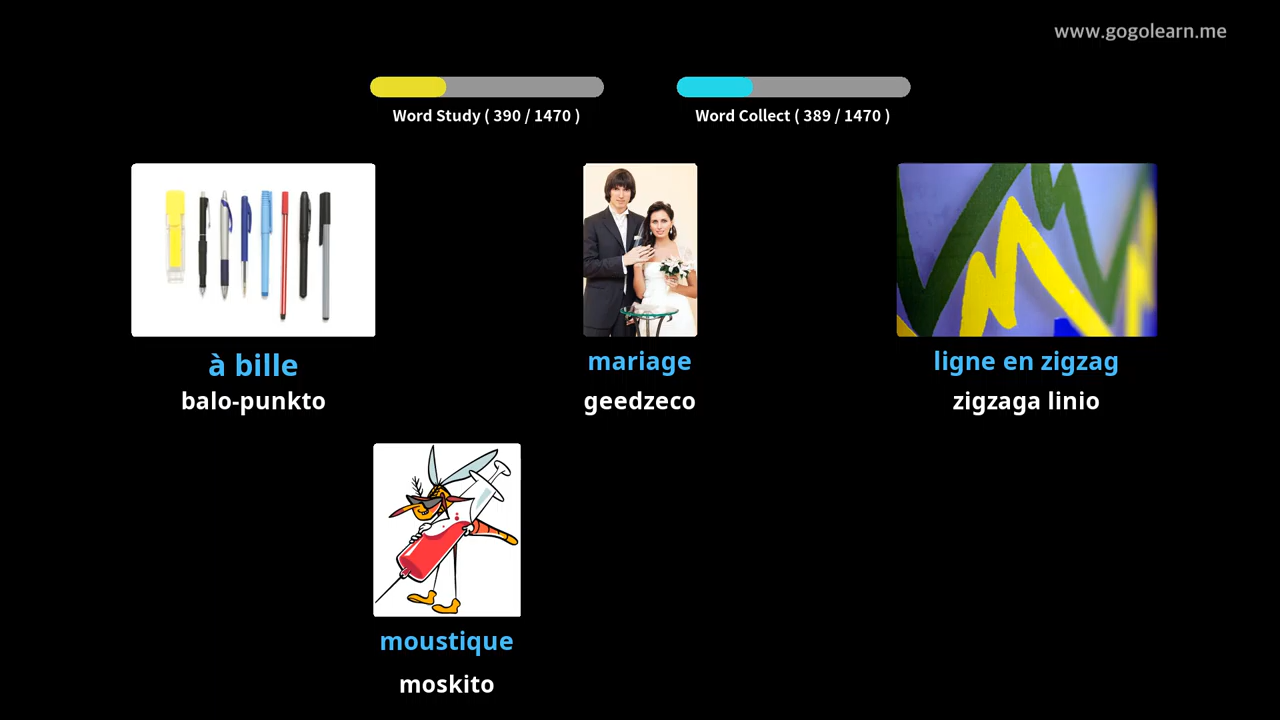 www.gogolearn.me
Word Study ( 390 / 1470 )
Word Collect ( 389 / 1470 )
à bille
balo-punkto
mariage
geedzeco
ligne en zigzag
zigzaga linio
moustique
moskito